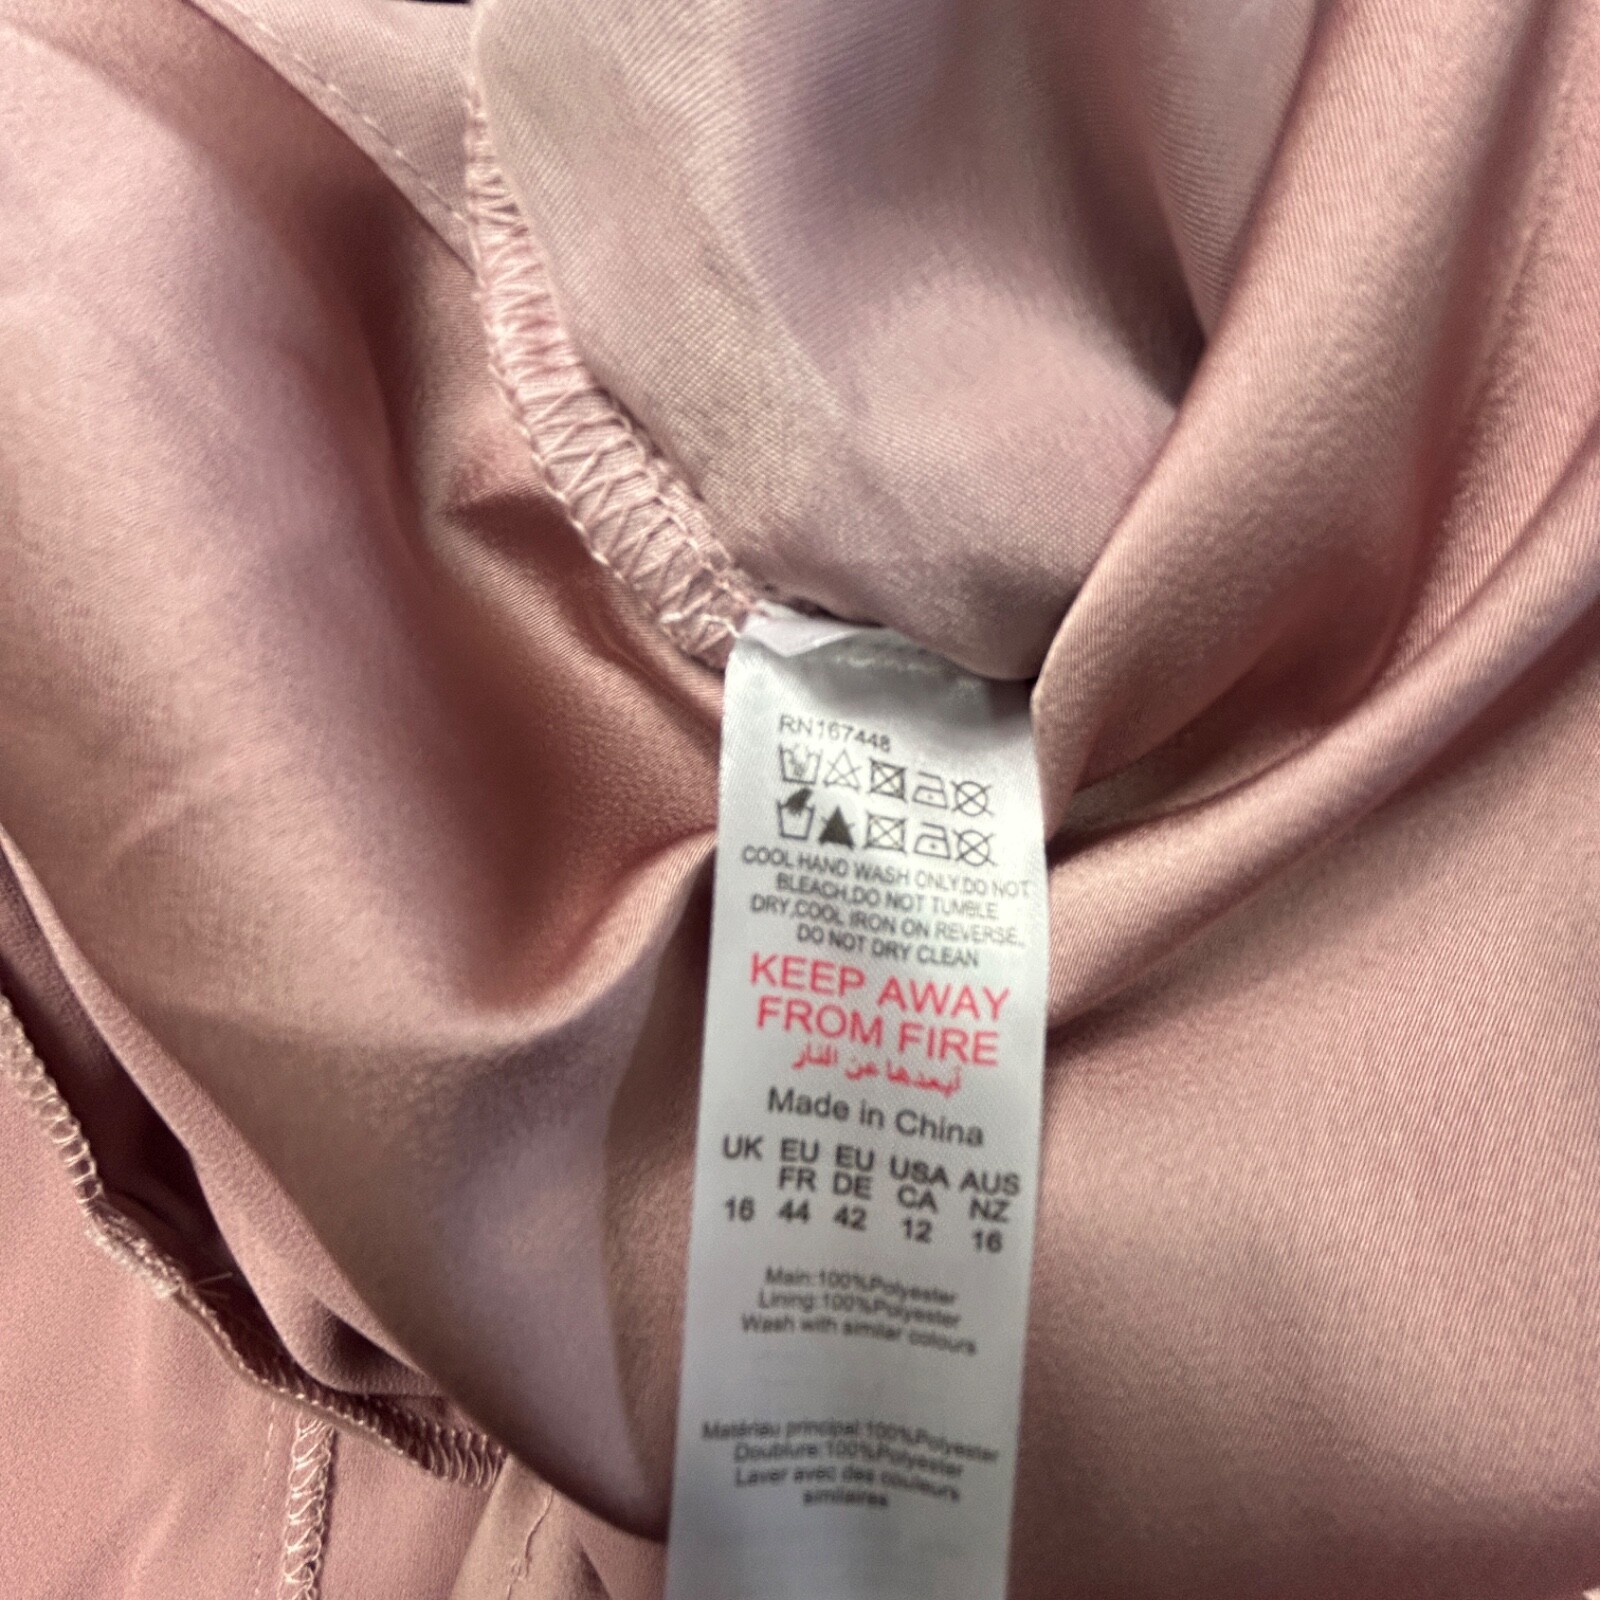 RN167448
COOL HAND WASH ONLY,DO NOT
BLEACH,DO NOT TUMBLE
DRY,COOL IRON ON REVERSE,
DO NOT DRY CLEAN
KEEP AWAY
FROM FIRE
أبعدها عن النار
Made in China
UK EU EU USA AUS
FR DE CA NZ
16 44 42 12 16
Main:100%Polyester
Lining:100%Polyester
Wash with similar colours
Matériau principal:100%Polyester
Doublure:100%Polyester
Laver avec des couleurs
similaires